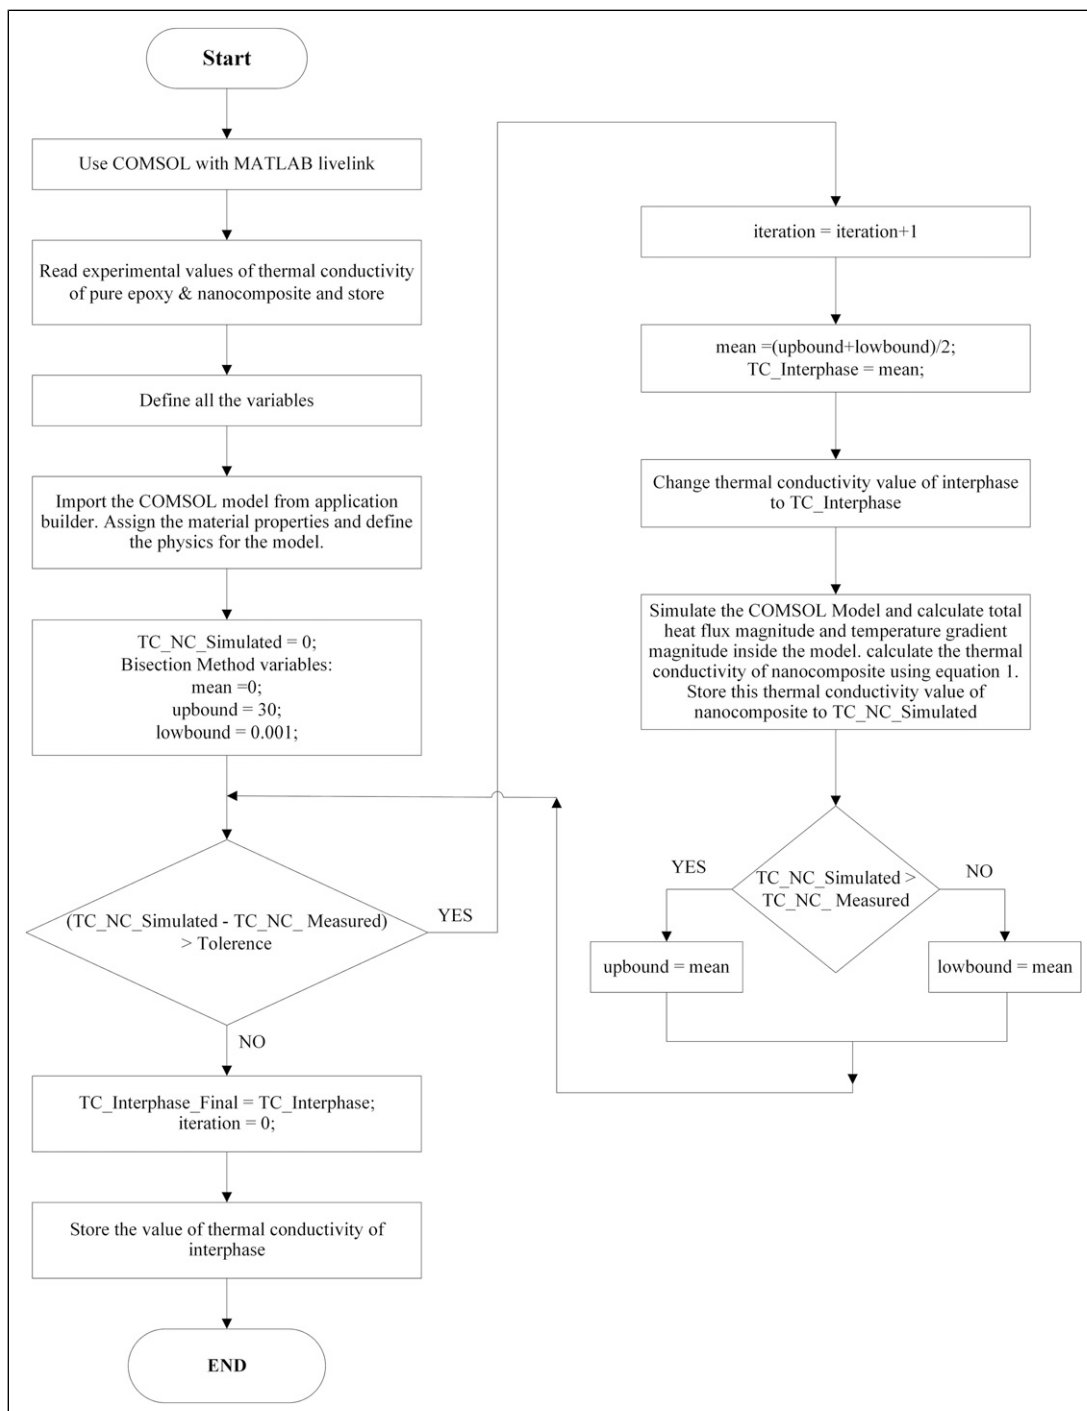 Start
Use COMSOL with MATLAB livelink
Read experimental values of thermal conductivity
of pure epoxy & nanocomposite and store
Define all the variables
Import the COMSOL model from application
builder. Assign the material properties and define
the physics for the model.
TC_NC_Simulated = 0;
Bisection Method variables:
mean =0;
upbound = 30;
lowbound = 0.001;
(TC_NC_Simulated - TC_NC_ Measured)
> Tolerence
YES
NO
TC_Interphase_Final = TC_Interphase;
iteration = 0;
Store the value of thermal conductivity of
interphase
END
iteration = iteration+1
mean =(upbound+lowbound)/2;
TC_Interphase = mean;
Change thermal conductivity value of interphase
to TC_Interphase
Simulate the COMSOL Model and calculate total
heat flux magnitude and temperature gradient
magnitude inside the model. calculate the thermal
conductivity of nanocomposite using equation 1.
Store this thermal conductivity value of
nanocomposite to TC_NC_Simulated
TC_NC_Simulated >
TC_NC_ Measured
YES
NO
upbound = mean
lowbound = mean